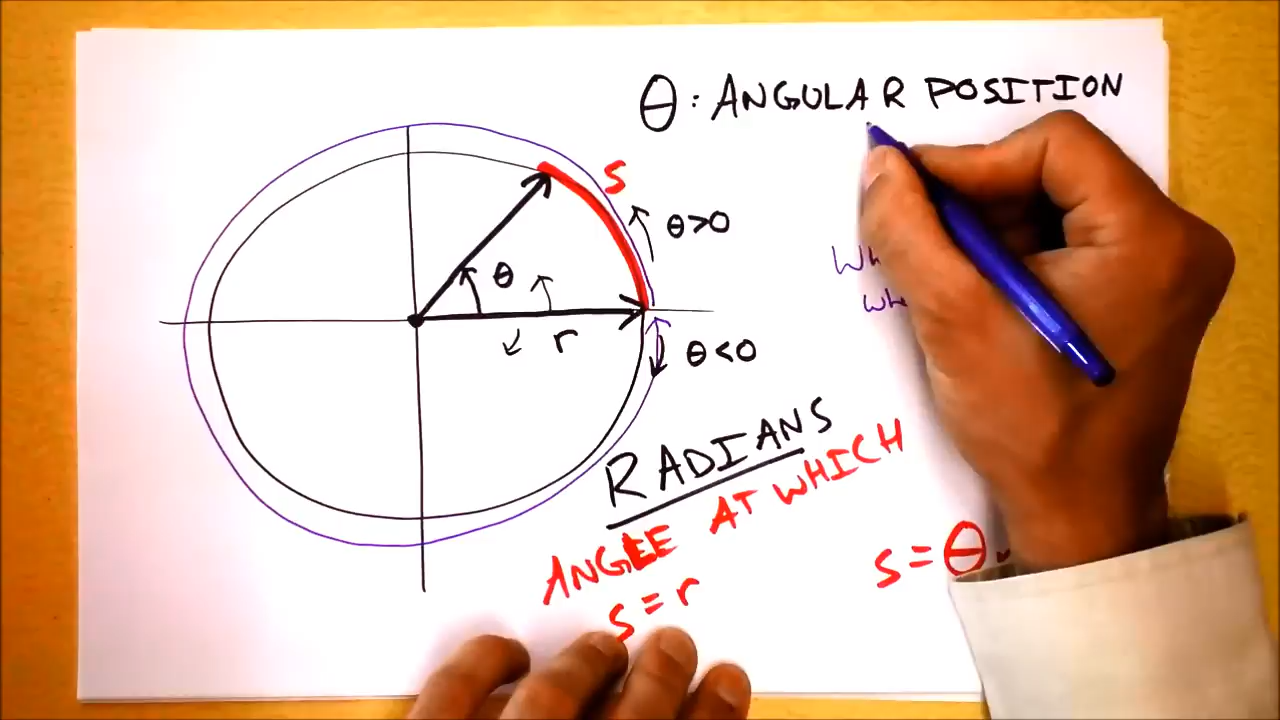 θ: ANGULAR POSITION
s
θ>0
θ
r
θ<0
RADIANS
ANGLE AT WHICH
s=r
s=θ